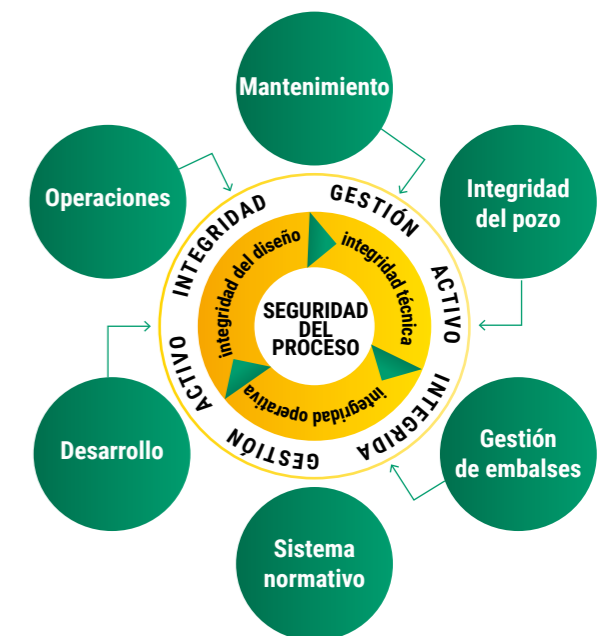 Mantenimiento
Operaciones
Integridad
del pozo
INTEGRIDAD
GESTIÓN
ACTIVO
INTEGRIDA
GESTIÓN
ACTIVO
integridad del diseño
integridad técnica
integridad operativa
SEGURIDAD
DEL
PROCESO
Desarrollo
Gestión
de embalses
Sistema
normativo